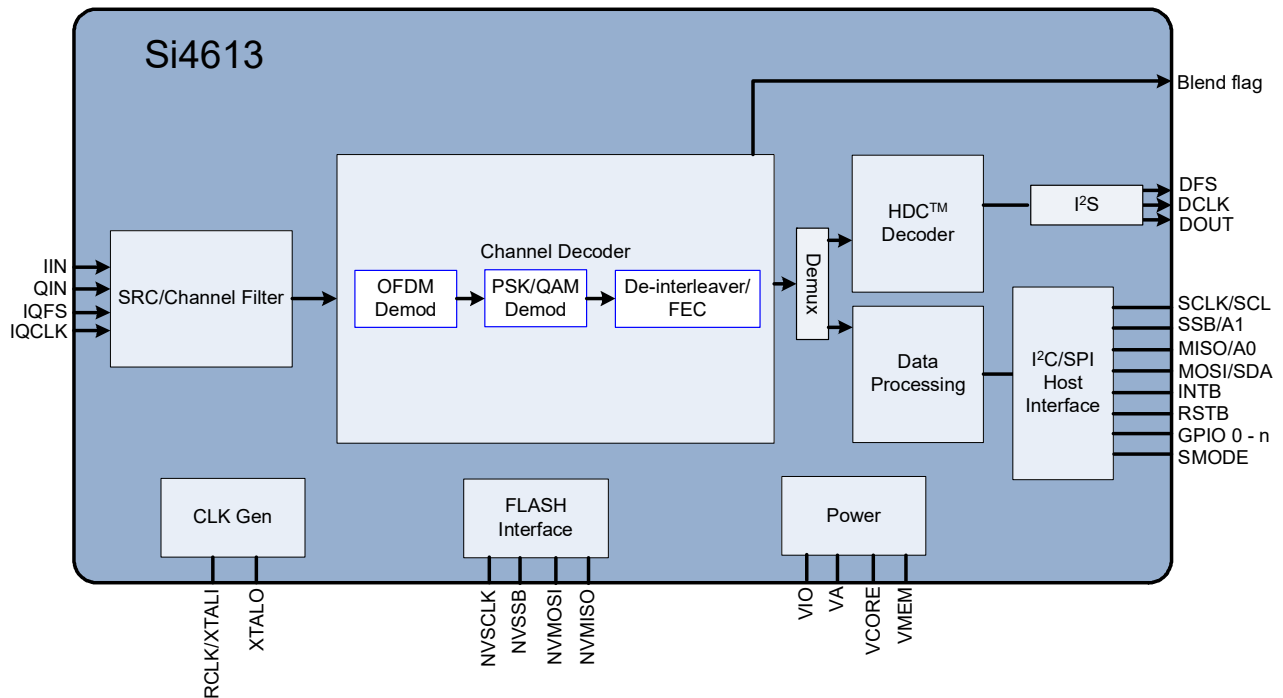 Si4613
Blend flag
IIN
QIN
IQFS
IQCLK
SRC/Channel Filter
Channel Decoder
OFDM
Demod
PSK/QAM
Demod
De-interleaver/
FEC
Demux
HDC™
Decoder
I²S
DFS
DCLK
DOUT
Data
Processing
I²C/SPI
Host
Interface
SCLK/SCL
SSB/A1
MISO/A0
MOSI/SDA
INTB
RSTB
GPIO 0 - n
SMODE
CLK Gen
RCLK/XTALI
XTALO
FLASH
Interface
NVSCLK
NVSSB
NVMOSI
NVMISO
Power
VIO
VA
VCORE
VMEM